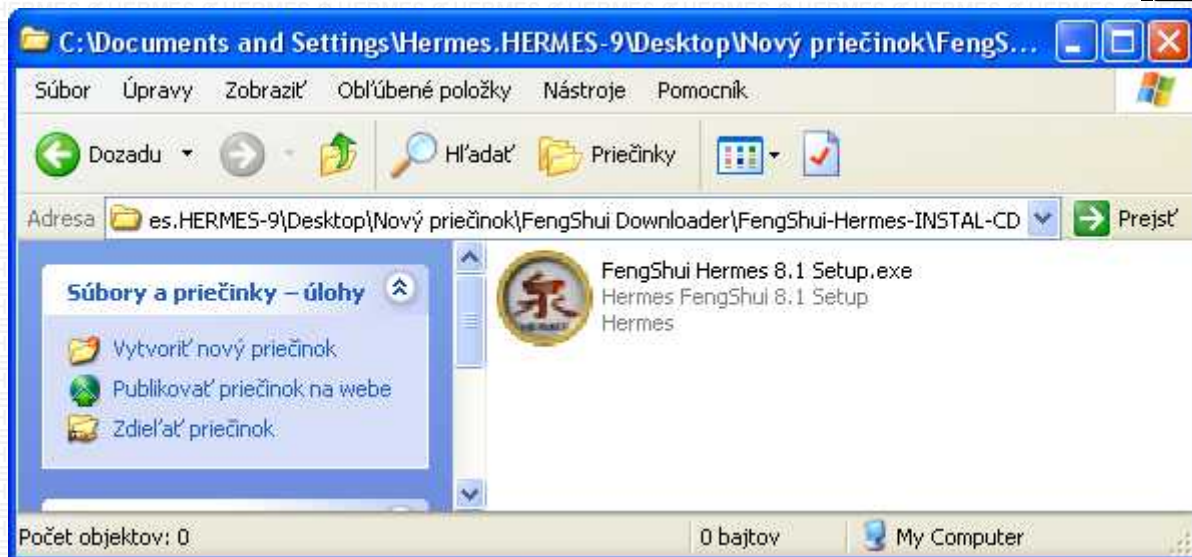 C:\Documents and Settings\Hermes.HERMES-9\Desktop\Nový priečinok\FengS...
Súbor Úpravy Zobraziť Obľúbené položky Nástroje Pomocník
Dozadu Hľadať Priečinky
Adresa es.HERMES-9\Desktop\Nový priečinok\FengShui Downloader\FengShui-Hermes-INSTAL-CD Prejsť
Súbory a priečinky – úlohy
Vytvoriť nový priečinok
Publikovať priečinok na webe
Zdieľať priečinok
泉
HERMES
FengShui Hermes 8.1 Setup.exe
Hermes FengShui 8.1 Setup
Hermes
Počet objektov: 0 0 bajtov My Computer